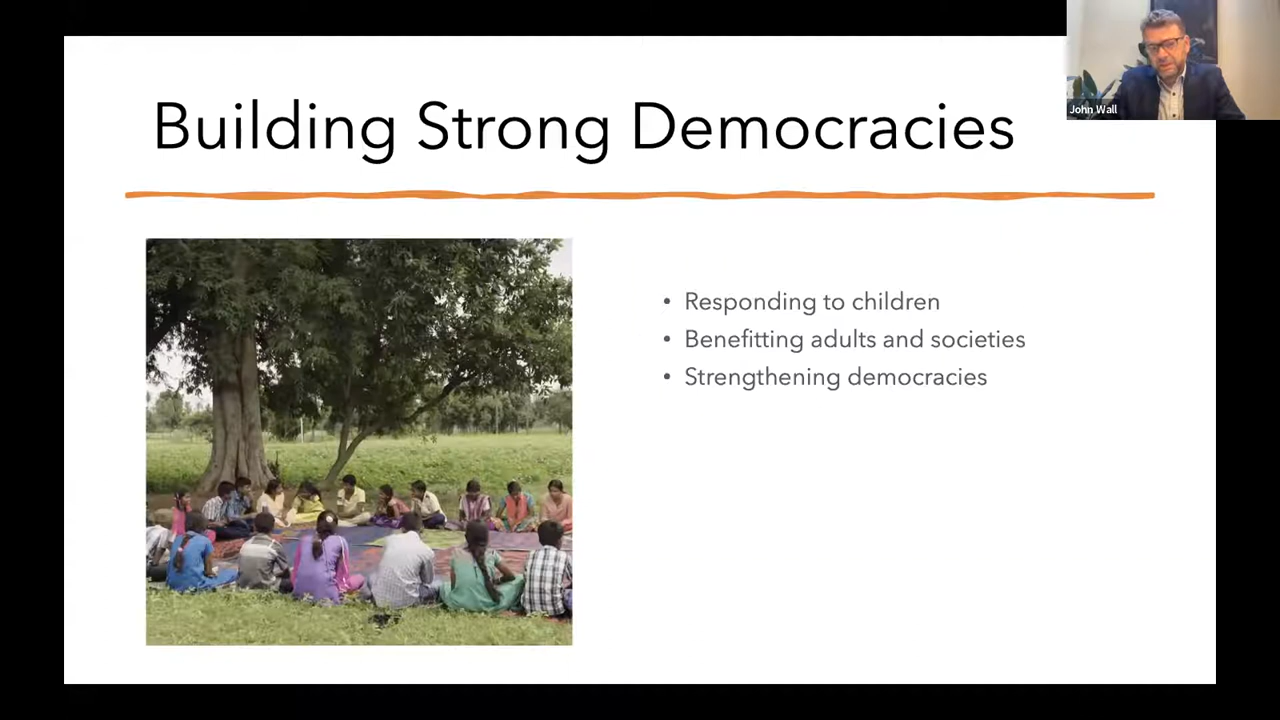 Building Strong Democracies
John Wall
• Responding to children
• Benefitting adults and societies
• Strengthening democracies